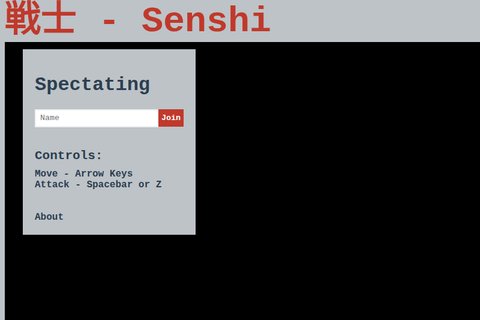 戦士 - Senshi
Spectating
Name
Join
Controls:
Move - Arrow Keys
Attack - Spacebar or Z
About